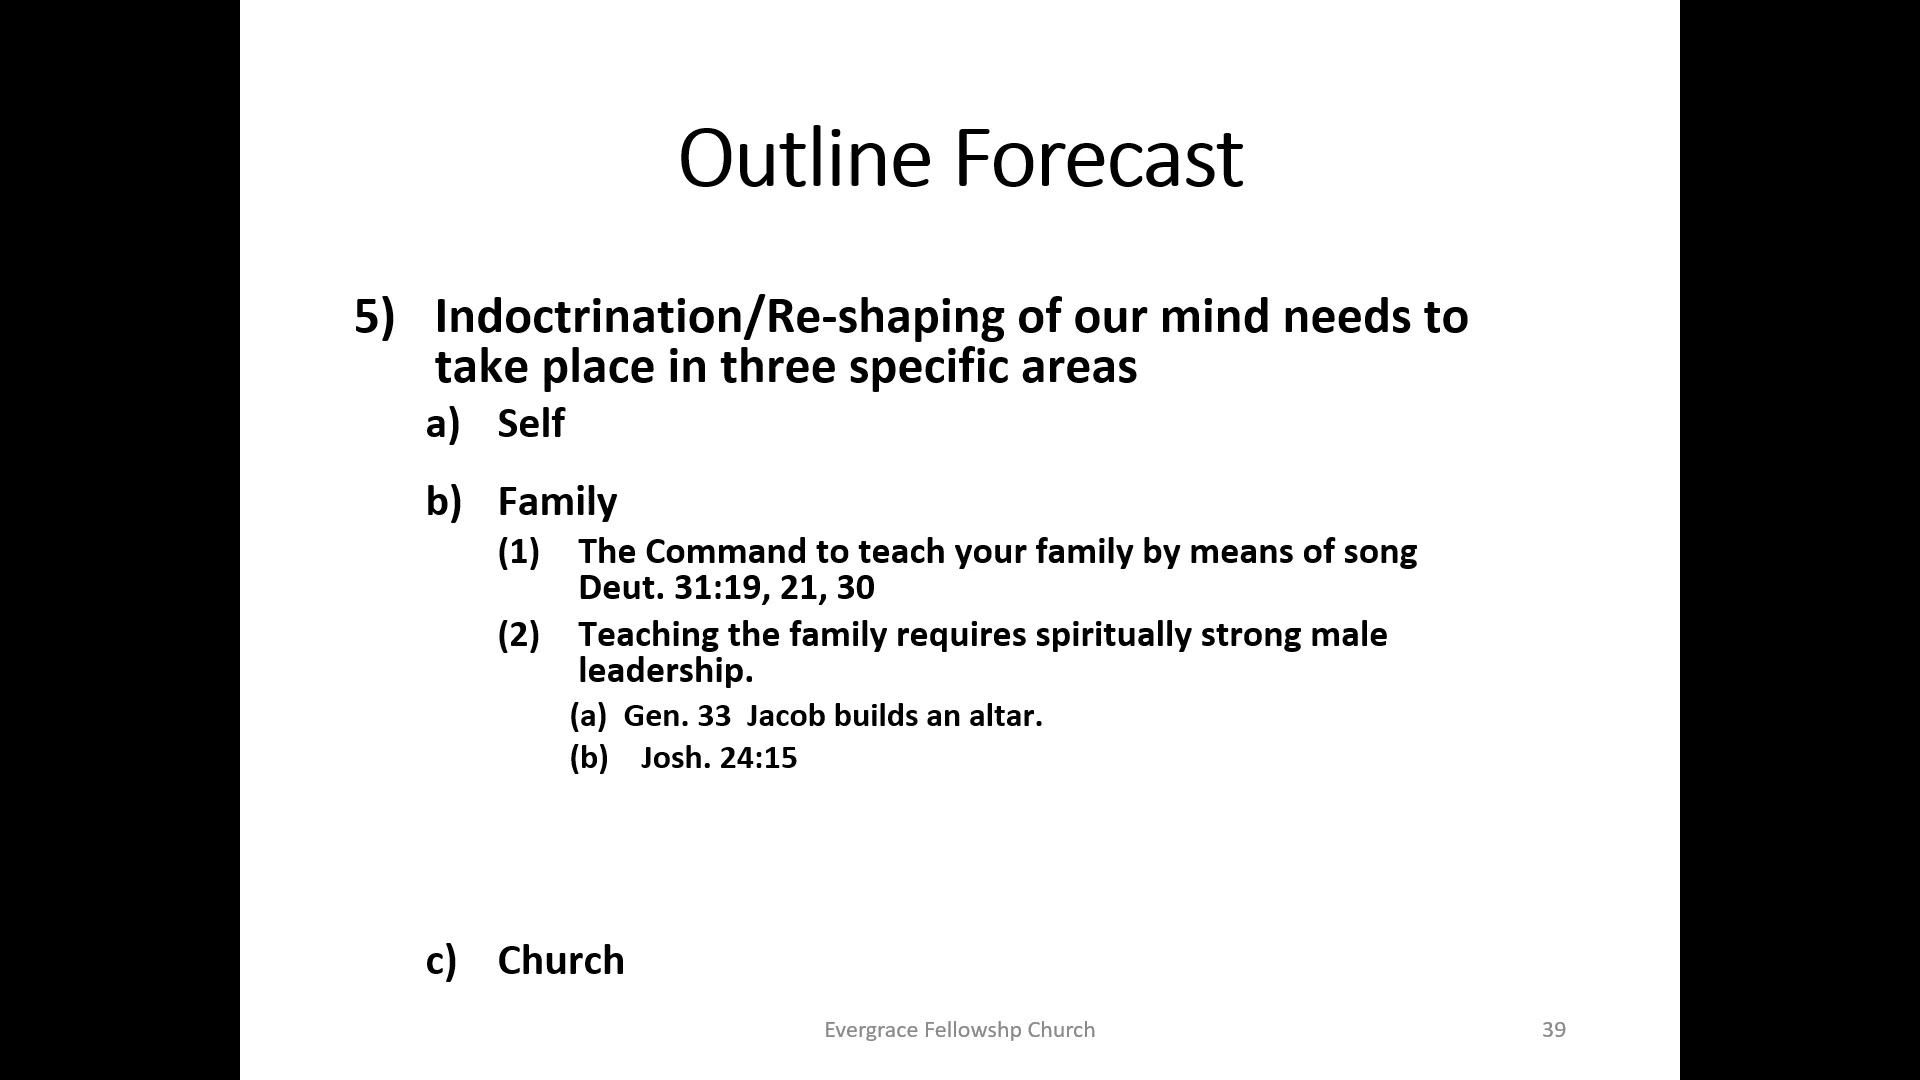 Outline Forecast
5) Indoctrination/Re-shaping of our mind needs to
take place in three specific areas
a) Self
b) Family
(1) The Command to teach your family by means of song
Deut. 31:19, 21, 30
(2) Teaching the family requires spiritually strong male
leadership.
(a) Gen. 33  Jacob builds an altar.
(b) Josh. 24:15
c) Church
Evergrace Fellowshp Church
39